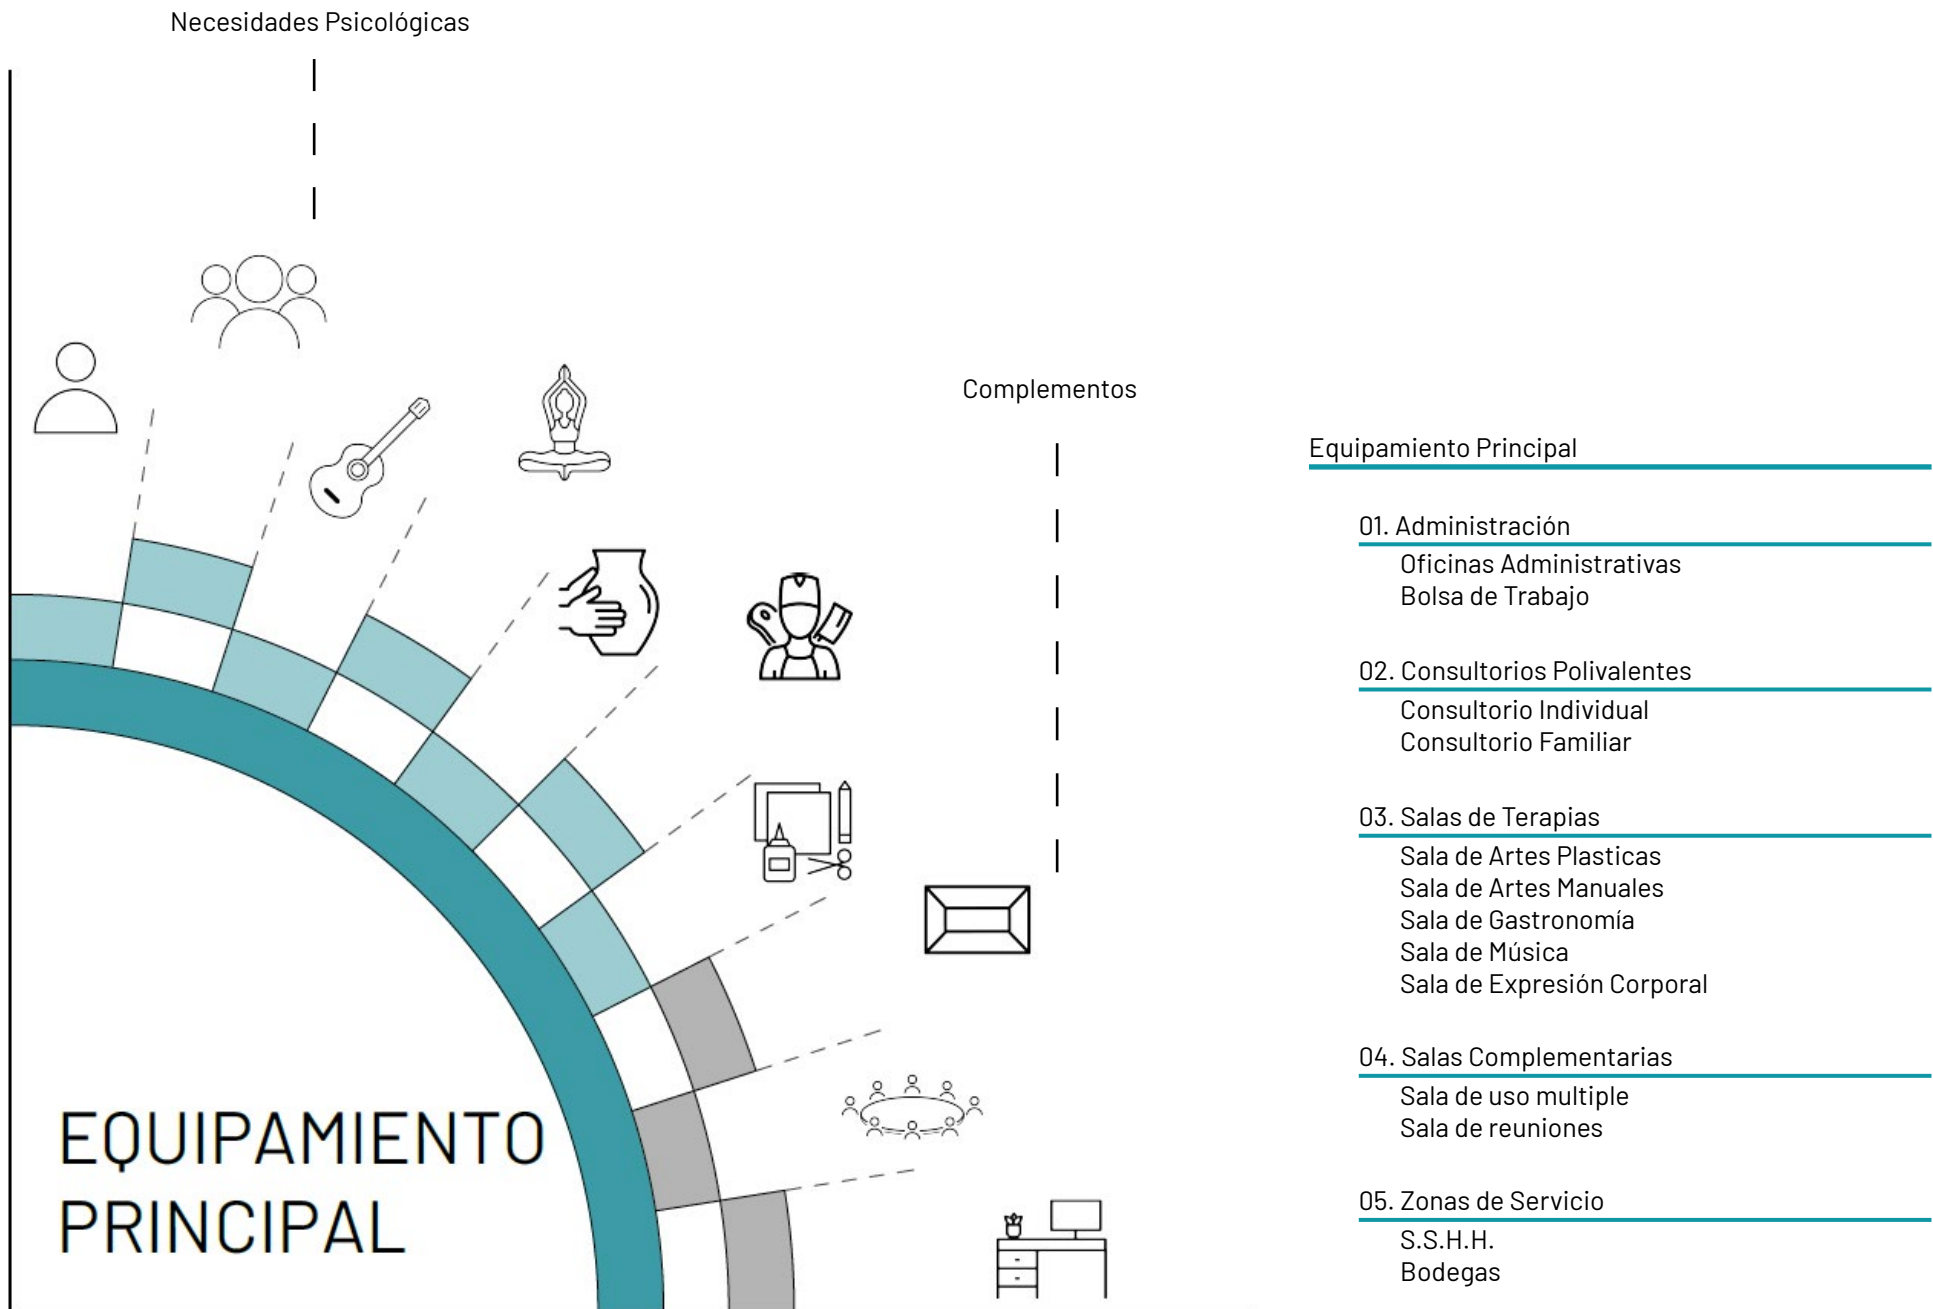 Necesidades Psicológicas
Complementos
EQUIPAMIENTO
PRINCIPAL
Equipamiento Principal
01. Administración
Oficinas Administrativas
Bolsa de Trabajo
02. Consultorios Polivalentes
Consultorio Individual
Consultorio Familiar
03. Salas de Terapias
Sala de Artes Plasticas
Sala de Artes Manuales
Sala de Gastronomía
Sala de Música
Sala de Expresión Corporal
04. Salas Complementarias
Sala de uso multiple
Sala de reuniones
05. Zonas de Servicio
S.S.H.H.
Bodegas